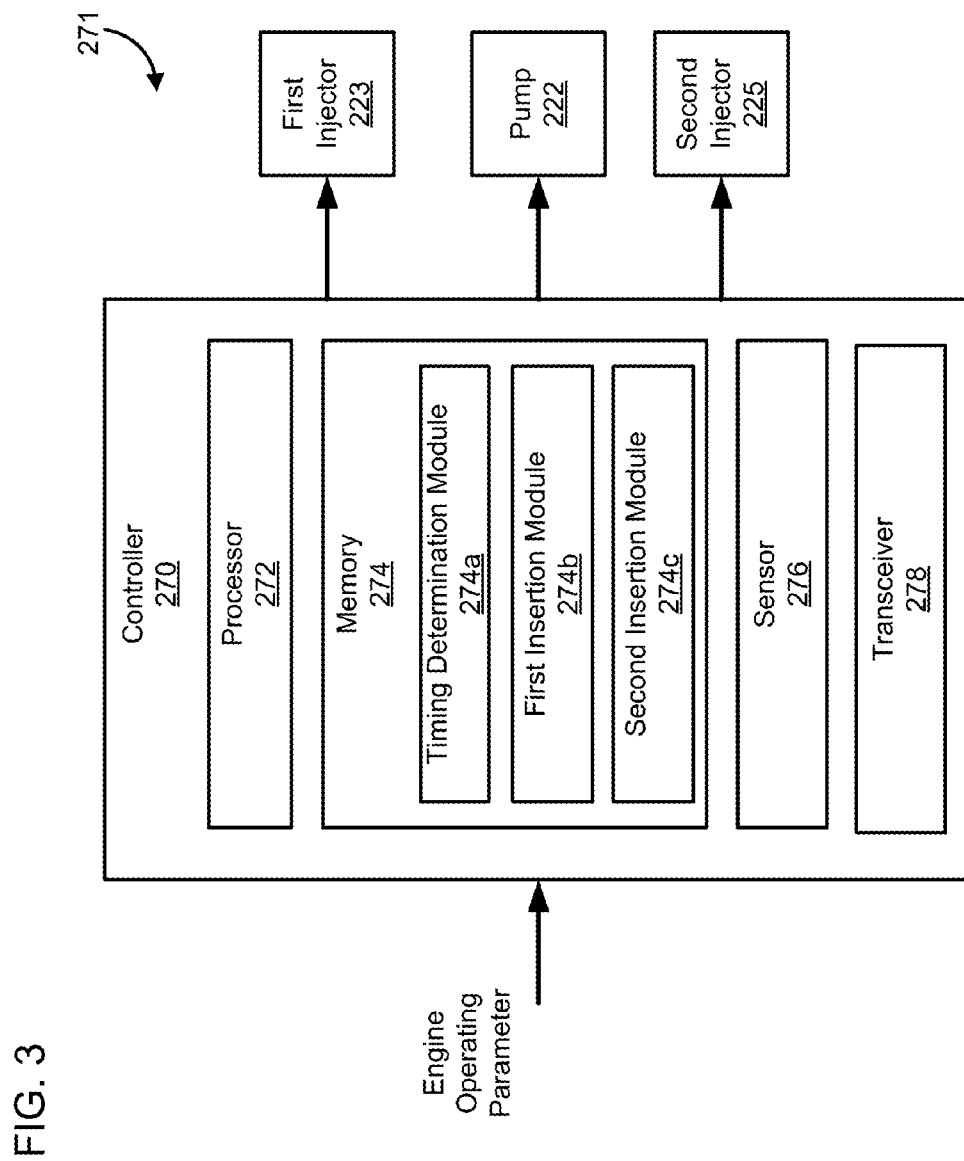 FIG. 3
271
Engine
Operating
Parameter
Controller
270
Processor
272
Memory
274
Timing Determination Module
274a
First Insertion Module
274b
Second Insertion Module
274c
Sensor
276
Transceiver
278
First
Injector
223
Pump
222
Second
Injector
225